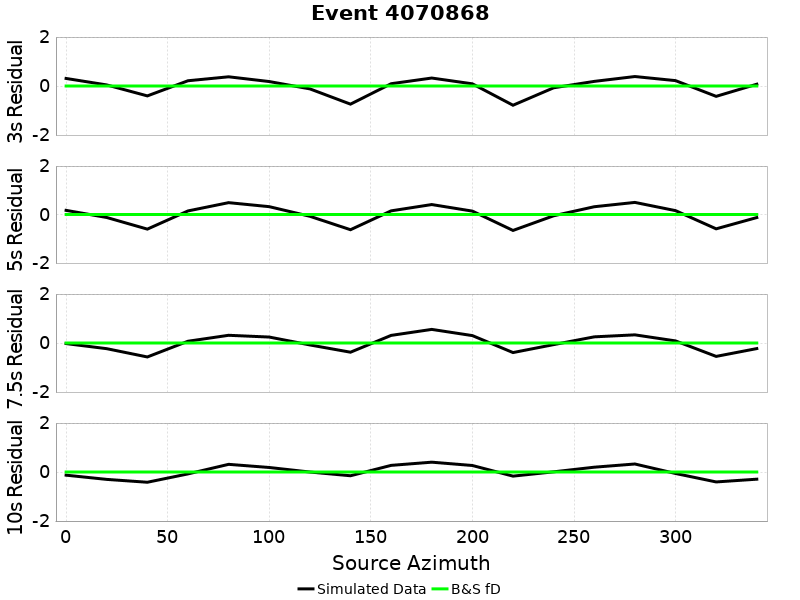 Event 4070868
3s Residual
2
0
-2
5s Residual
2
0
-2
7.5s Residual
2
0
-2
10s Residual
2
0
-2
0 50 100 150 200 250 300
Source Azimuth
Simulated Data B&S fD